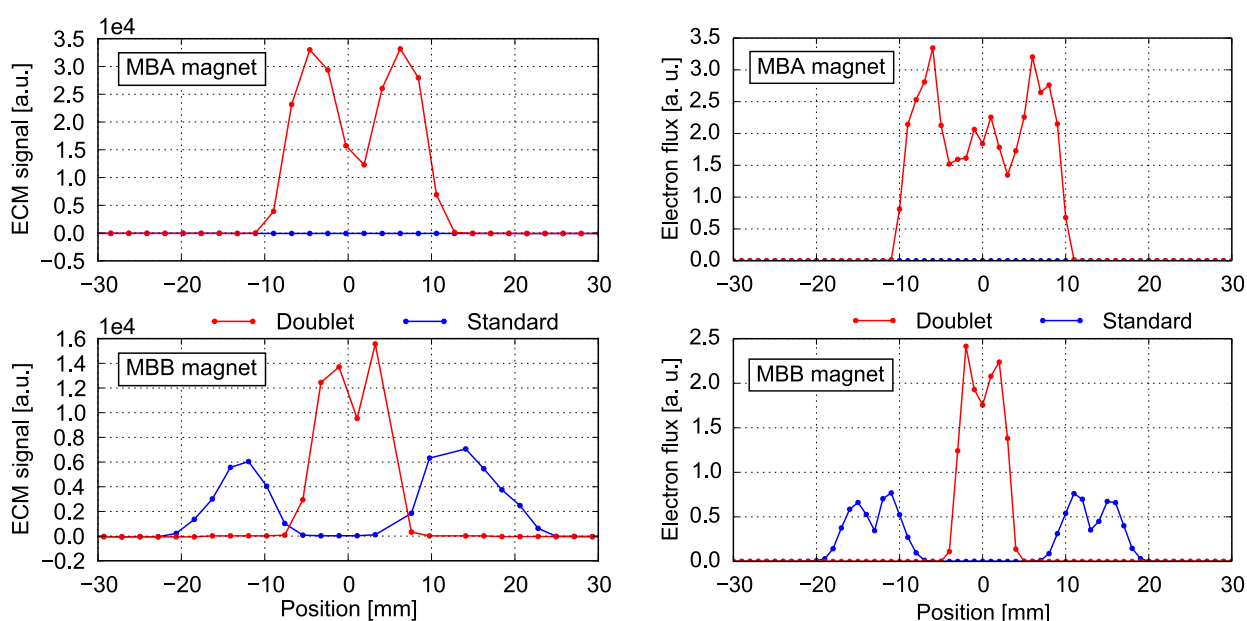 1e4
3.5
3.0
2.5
2.0
1.5
1.0
0.5
0.0
−0.5
ECM signal [a.u.]
MBA magnet
−30 −20 −10 0 10 20 30
3.5
3.0
2.5
2.0
1.5
1.0
0.5
0.0
Electron flux [a. u.]
MBA magnet
−30 −20 −10 0 10 20 30
Doublet Standard
1e4
1.6
1.4
1.2
1.0
0.8
0.6
0.4
0.2
0.0
−0.2
ECM signal [a.u.]
MBB magnet
−30 −20 −10 0 10 20 30
Position [mm]
Doublet Standard
2.5
2.0
1.5
1.0
0.5
0.0
Electron flux [a. u.]
MBB magnet
−30 −20 −10 0 10 20 30
Position [mm]